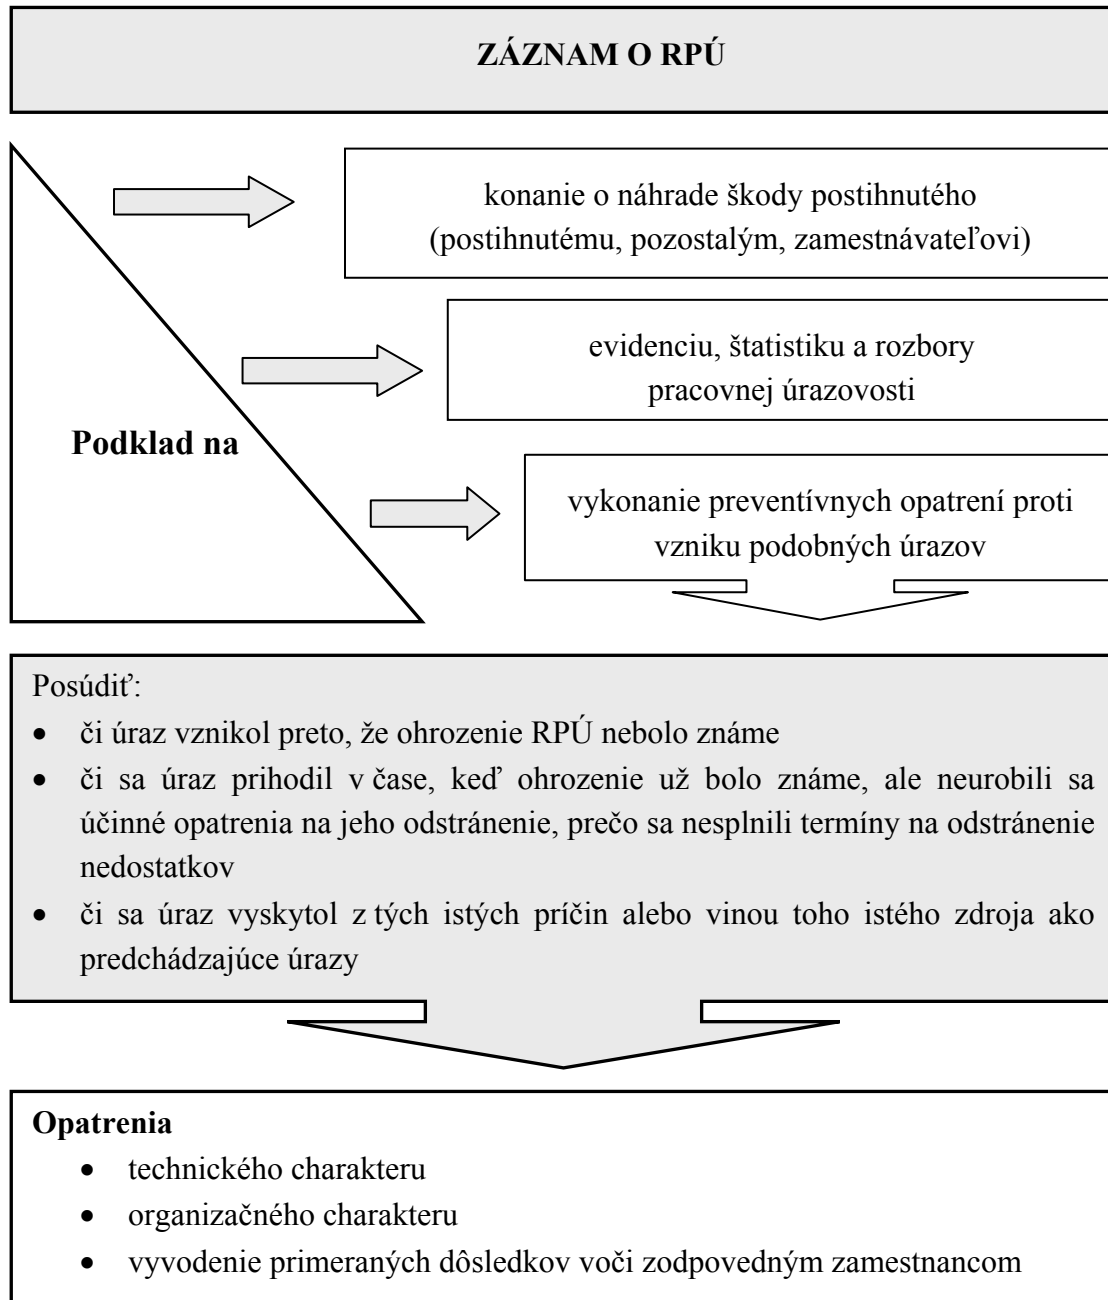 ZÁZNAM O RPÚ
konanie o náhrade škody postihnutého
(postihnutému, pozostalým, zamestnávateľovi)
evidenciu, štatistiku a rozbory
pracovnej úrazovosti
Podklad na
vykonanie preventívnych opatrení proti
vzniku podobných úrazov
Posúdiť:
• či úraz vznikol preto, že ohrozenie RPÚ nebolo známe
• či sa úraz prihodil v čase, keď ohrozenie už bolo známe, ale neurobili sa
účinné opatrenia na jeho odstránenie, prečo sa nesplnili termíny na odstránenie
nedostatkov
• či sa úraz vyskytol z tých istých príčin alebo vinou toho istého zdroja ako
predchádzajúce úrazy
Opatrenia
• technického charakteru
• organizačného charakteru
• vyvodenie primeraných dôsledkov voči zodpovedným zamestnancom